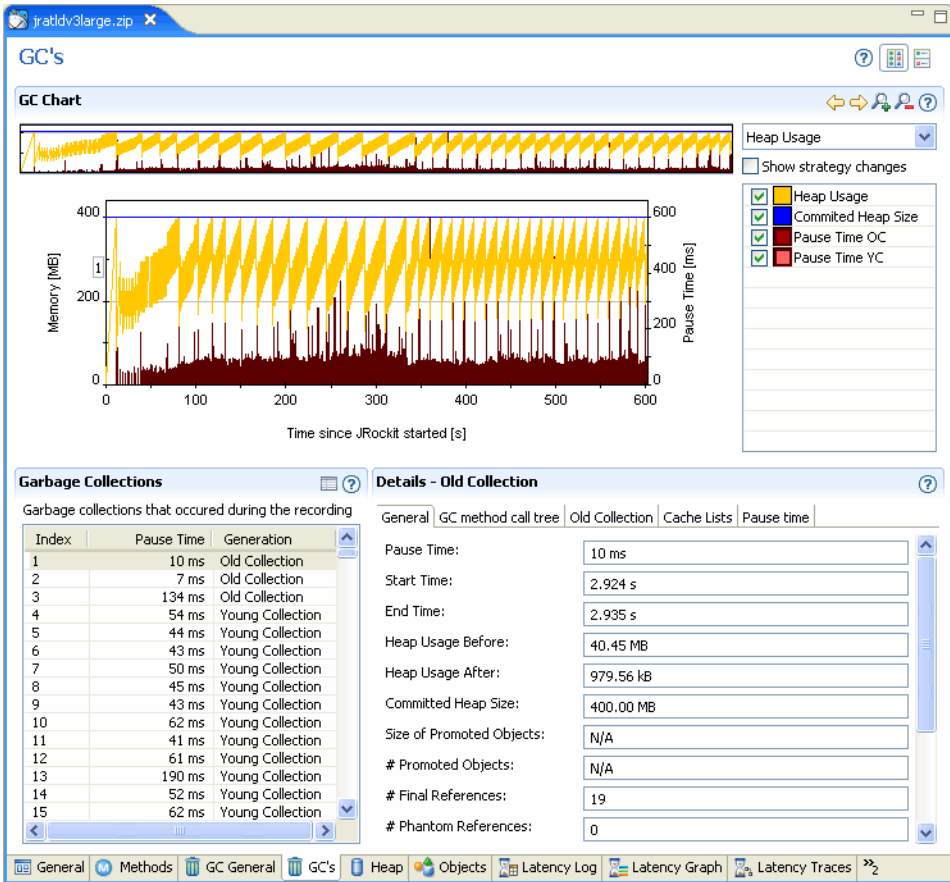 jratldv3large.zip
GC's
GC Chart
Heap Usage
Show strategy changes
Heap Usage
Commited Heap Size
Pause Time OC
Pause Time YC
400
200
0
Memory [MB]
1
600
400
200
0
Pause Time [ms]
0 100 200 300 400 500 600
Time since JRockit started [s]
Garbage Collections
Garbage collections that occured during the recording
Index Pause Time Generation
1 10 ms Old Collection
2 7 ms Old Collection
3 134 ms Old Collection
4 54 ms Young Collection
5 44 ms Young Collection
6 43 ms Young Collection
7 50 ms Young Collection
8 45 ms Young Collection
9 43 ms Young Collection
10 62 ms Young Collection
11 41 ms Young Collection
12 61 ms Young Collection
13 190 ms Young Collection
14 52 ms Young Collection
15 62 ms Young Collection
Details - Old Collection
General GC method call tree Old Collection Cache Lists Pause time
Pause Time: 10 ms
Start Time: 2.924 s
End Time: 2.935 s
Heap Usage Before: 40.45 MB
Heap Usage After: 979.56 kB
Committed Heap Size: 400.00 MB
Size of Promoted Objects: N/A
# Promoted Objects: N/A
# Final References: 19
# Phantom References: 0
General Methods GC General GC's Heap Objects Latency Log Latency Graph Latency Traces »2